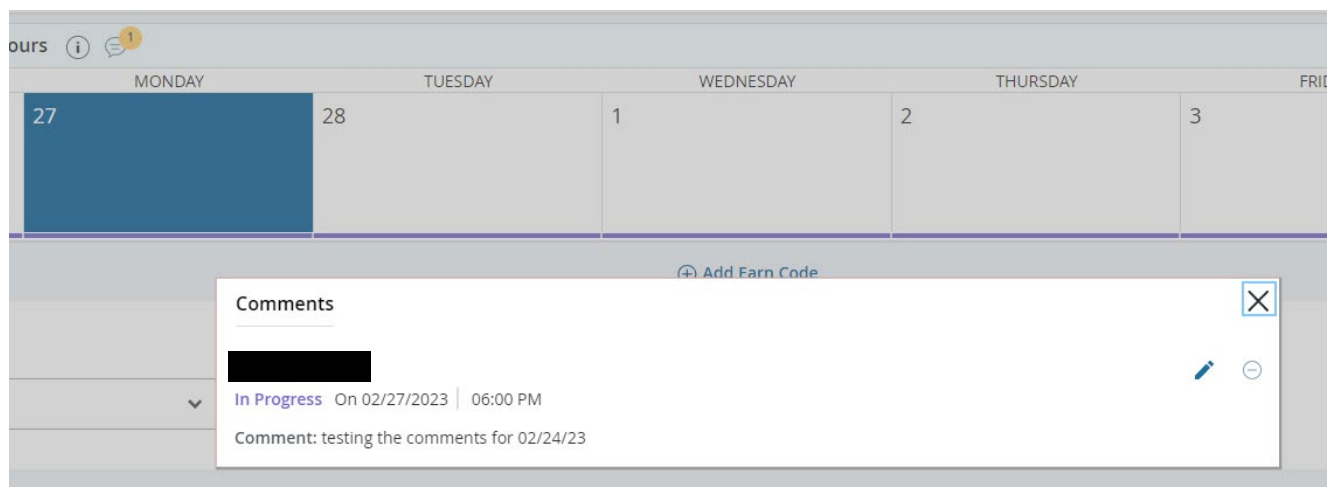 ours i 1
MONDAY TUESDAY WEDNESDAY THURSDAY
27 28 1 2 3
Add Earn Code
Comments
In Progress On 02/27/2023 06:00 PM
Comment: testing the comments for 02/24/23